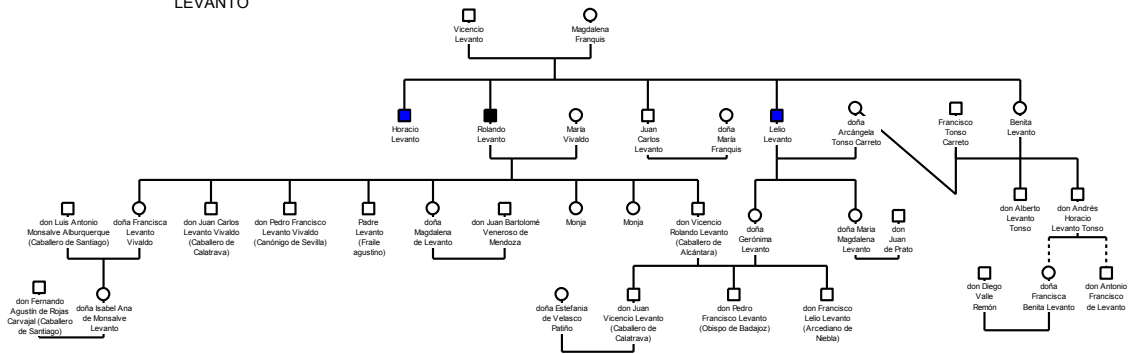 LEVANTO
Vicencio
Levanto
Magdalena
Franquis
Horacio
Levanto
Rolando
Levanto
María
Vivaldo
Juan
Carlos
Levanto
doña
María
Franquis
Lelio
Levanto
doña
Arcángela
Tonso Carreto
Francisco
Tonso
Carreto
Benita
Levanto
don Luis Antonio
Monsalve Alburquerque
(Caballero de Santiago)
doña Francisca
Levanto
Vivaldo
don Juan Carlos
Levanto Vivaldo
(Caballero de
Calatrava)
don Pedro Francisco
Levanto Vivaldo
(Canónigo de Sevilla)
Padre
Levanto
(Fraile
agustino)
doña
Magdalena
de Levanto
don Juan Bartolomé
Veneroso de
Mendoza
Monja
Monja
don Vicencio
Rolando Levanto
(Caballero de
Alcántara)
doña
Gerónima
Levanto
doña Maria
Magdalena
Levanto
don
Juan
de Prato
don Alberto
Levanto
Tonso
don Andrés
Horacio
Levanto Tonso
don Fernando
Agustín de Rojas
Carvajal (Caballero
de Santiago)
doña Isabel Ana
de Monsalve
Levanto
doña Estefania
de Velasco
Patiño
don Juan
Vicencio Levanto
(Caballero de
Calatrava)
don Pedro
Francisco Levanto
(Obispo de Badajoz)
don Francisco
Lelio Levanto
(Arcediano de
Niebla)
don Diego
Valle
Remón
doña
Francisca
Benita Levanto
don Antonio
Francisco
de Levanto